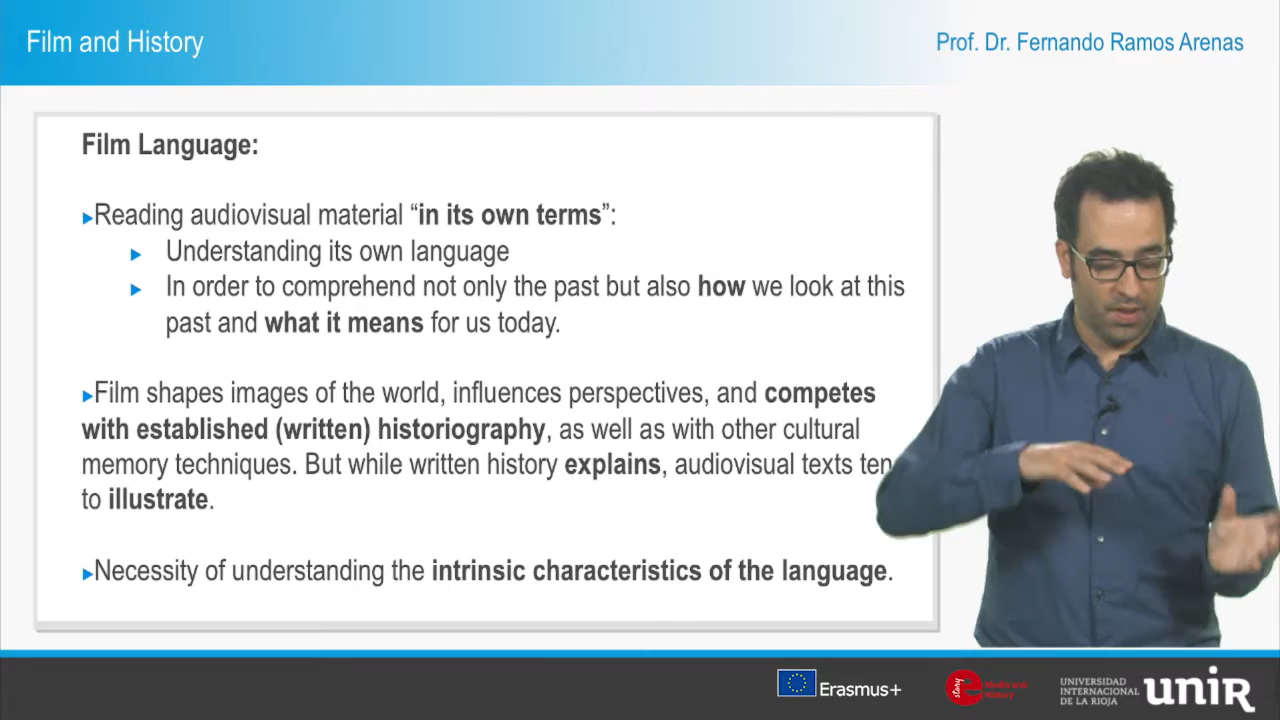 Film and History
Prof. Dr. Fernando Ramos Arenas
Film Language:
▸Reading audiovisual material “in its own terms”:
▸ Understanding its own language
▸ In order to comprehend not only the past but also how we look at this
past and what it means for us today.
▸Film shapes images of the world, influences perspectives, and competes
with established (written) historiography, as well as with other cultural
memory techniques. But while written history explains, audiovisual texts ten
to illustrate.
▸Necessity of understanding the intrinsic characteristics of the language.
Erasmus+
e story
Media and
History
UNIVERSIDAD
INTERNACIONAL
DE LA RIOJA
unir